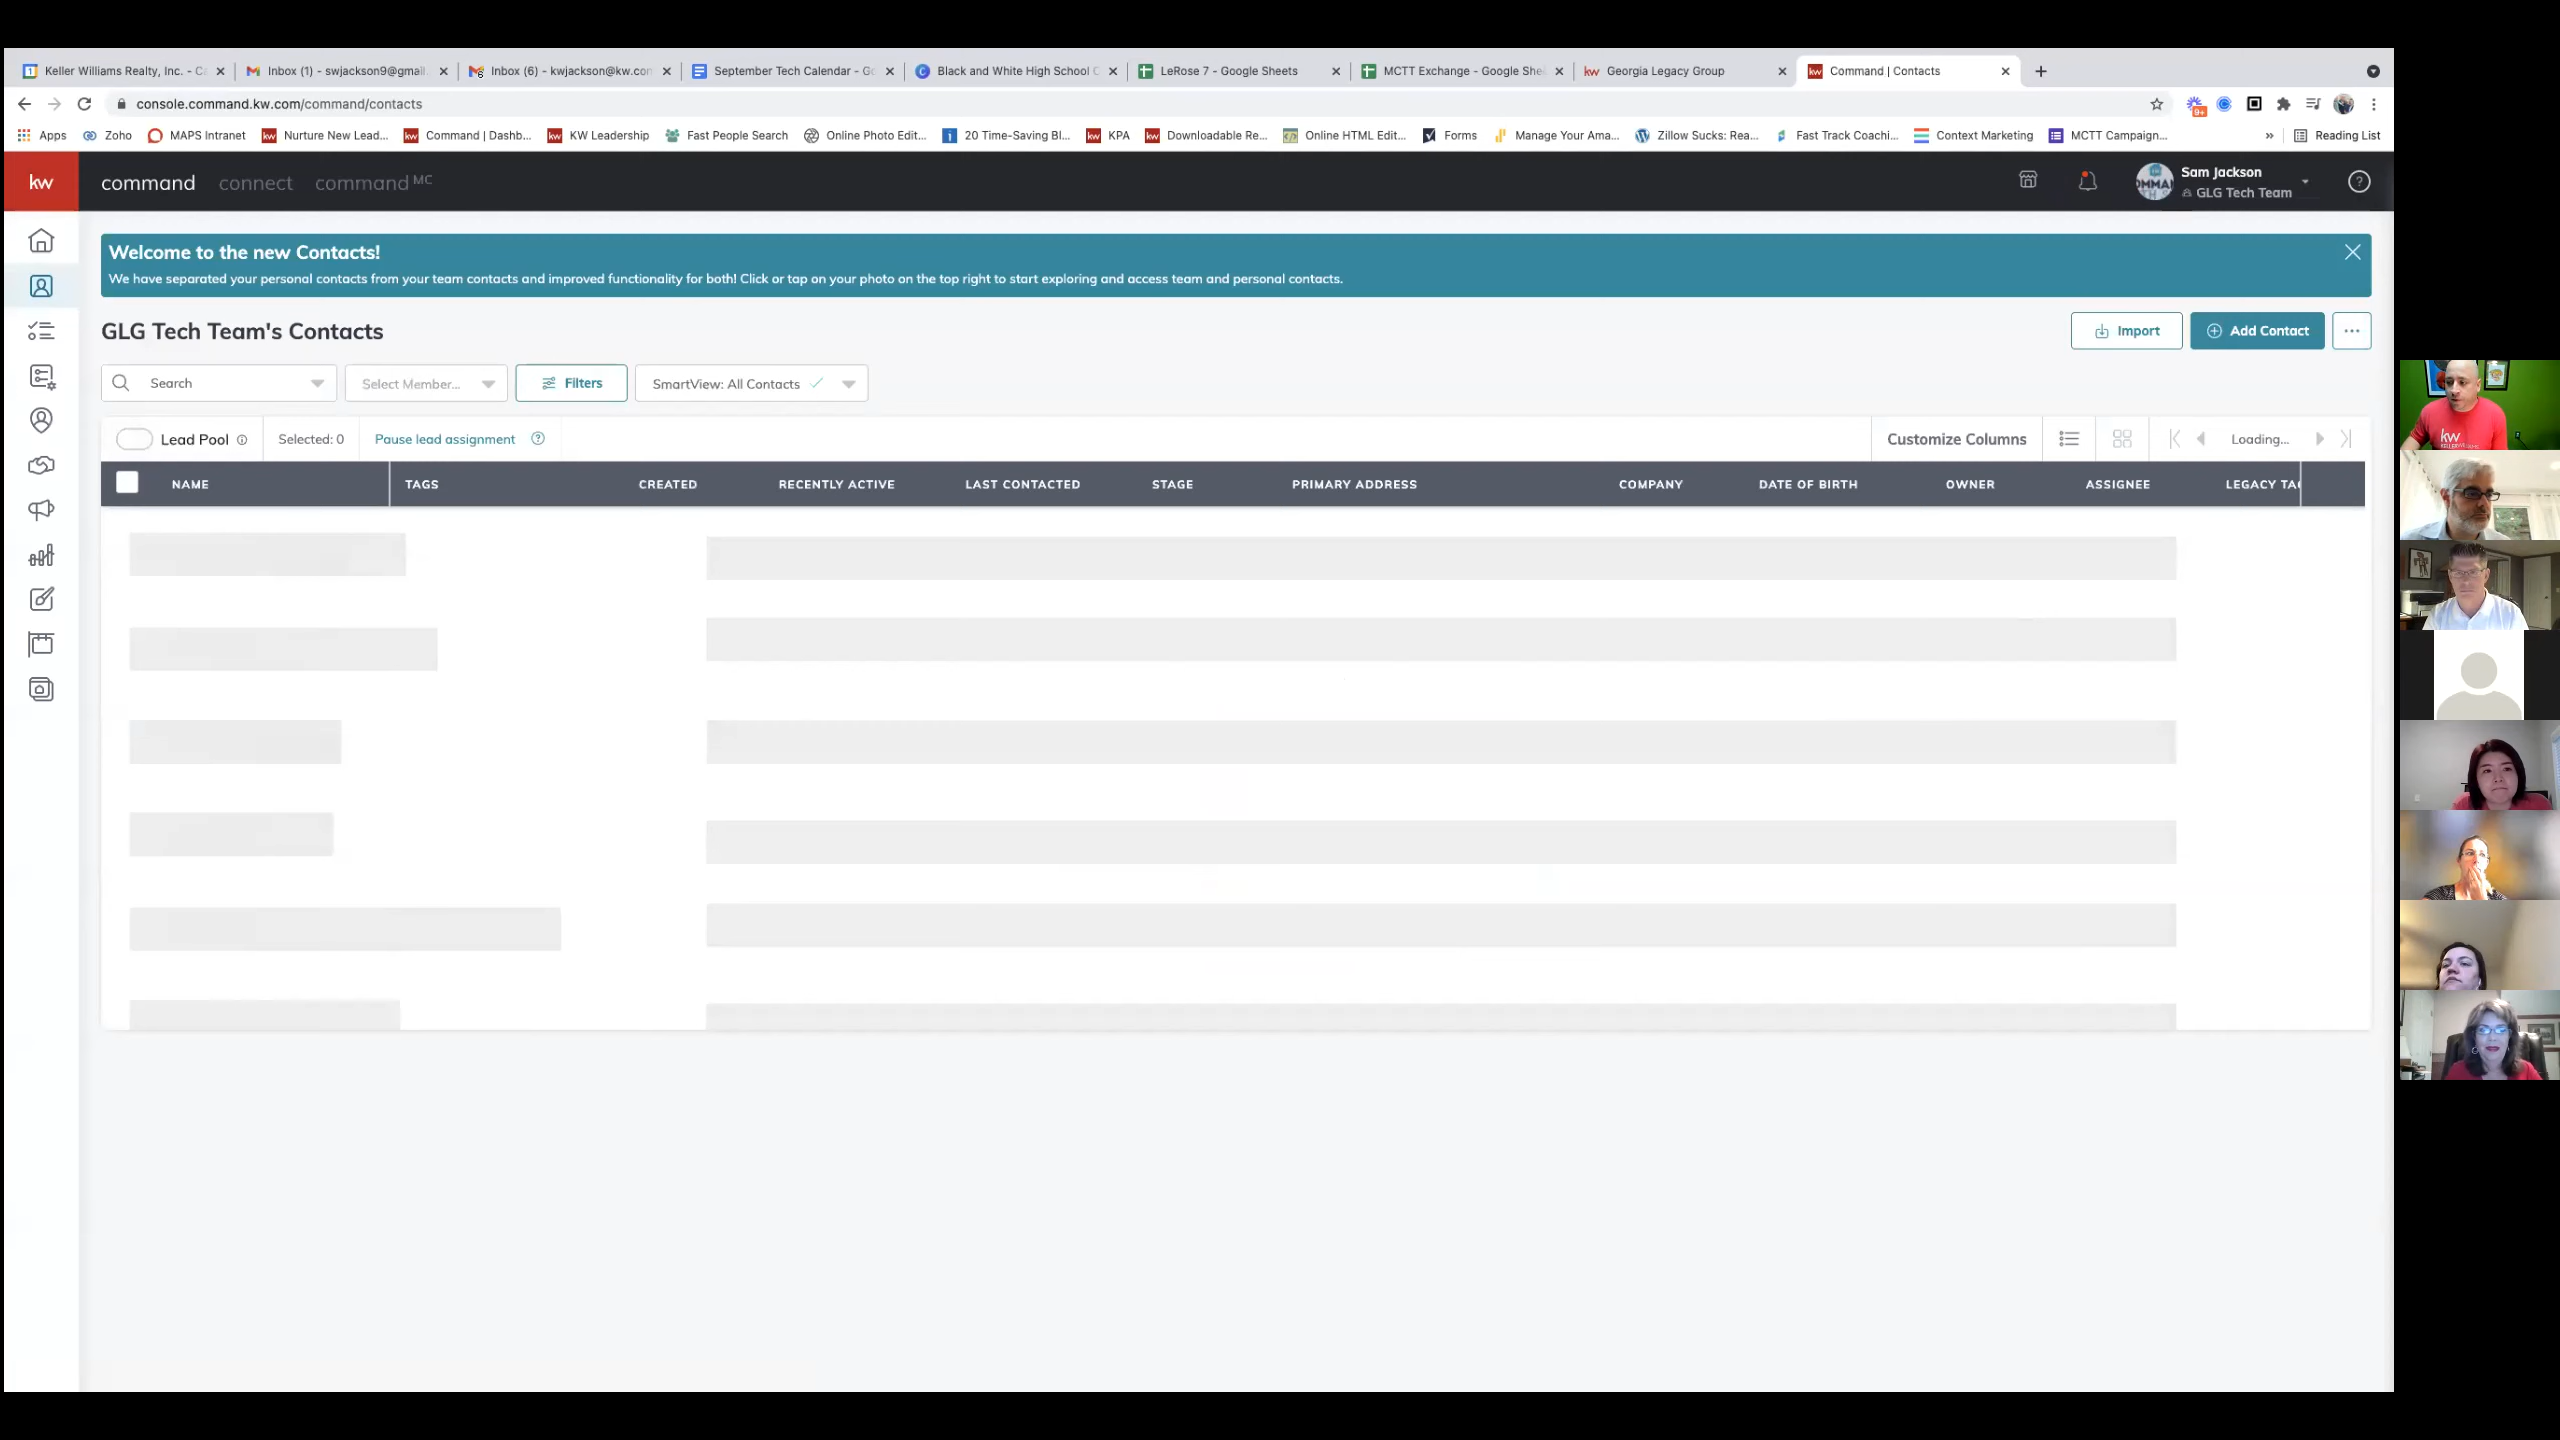 Keller Williams Realty, Inc. - C
Inbox (1) - swjackson9@gmail.
Inbox (6) - kwjackson@kw.con
September Tech Calendar - Go
Black and White High School C
LeRose 7 - Google Sheets
MCTT Exchange - Google She
kw Georgia Legacy Group
Command | Contacts
console.command.kw.com/command/contacts
Apps
Zoho
MAPS Intranet
Nurture New Lead...
Command | Dashb...
KW Leadership
Fast People Search
Online Photo Edit...
20 Time-Saving Bl...
KPA
Downloadable Re...
Online HTML Edit...
Forms
Manage Your Ama...
Zillow Sucks: Rea...
Fast Track Coachi...
Context Marketing
MCTT Campaign...
»
Reading List
kw
command connect command MC
Sam Jackson
GLG Tech Team
Welcome to the new Contacts!
We have separated your personal contacts from your team contacts and improved functionality for both! Click or tap on your photo on the top right to start exploring and access team and personal contacts.
GLG Tech Team's Contacts
Import
Add Contact
Search
Select Member...
Filters
SmartView: All Contacts
Lead Pool
Selected: 0
Pause lead assignment
Customize Columns
Loading...
NAME TAGS CREATED RECENTLY ACTIVE LAST CONTACTED STAGE PRIMARY ADDRESS COMPANY DATE OF BIRTH OWNER ASSIGNEE LEGACY TA
kw